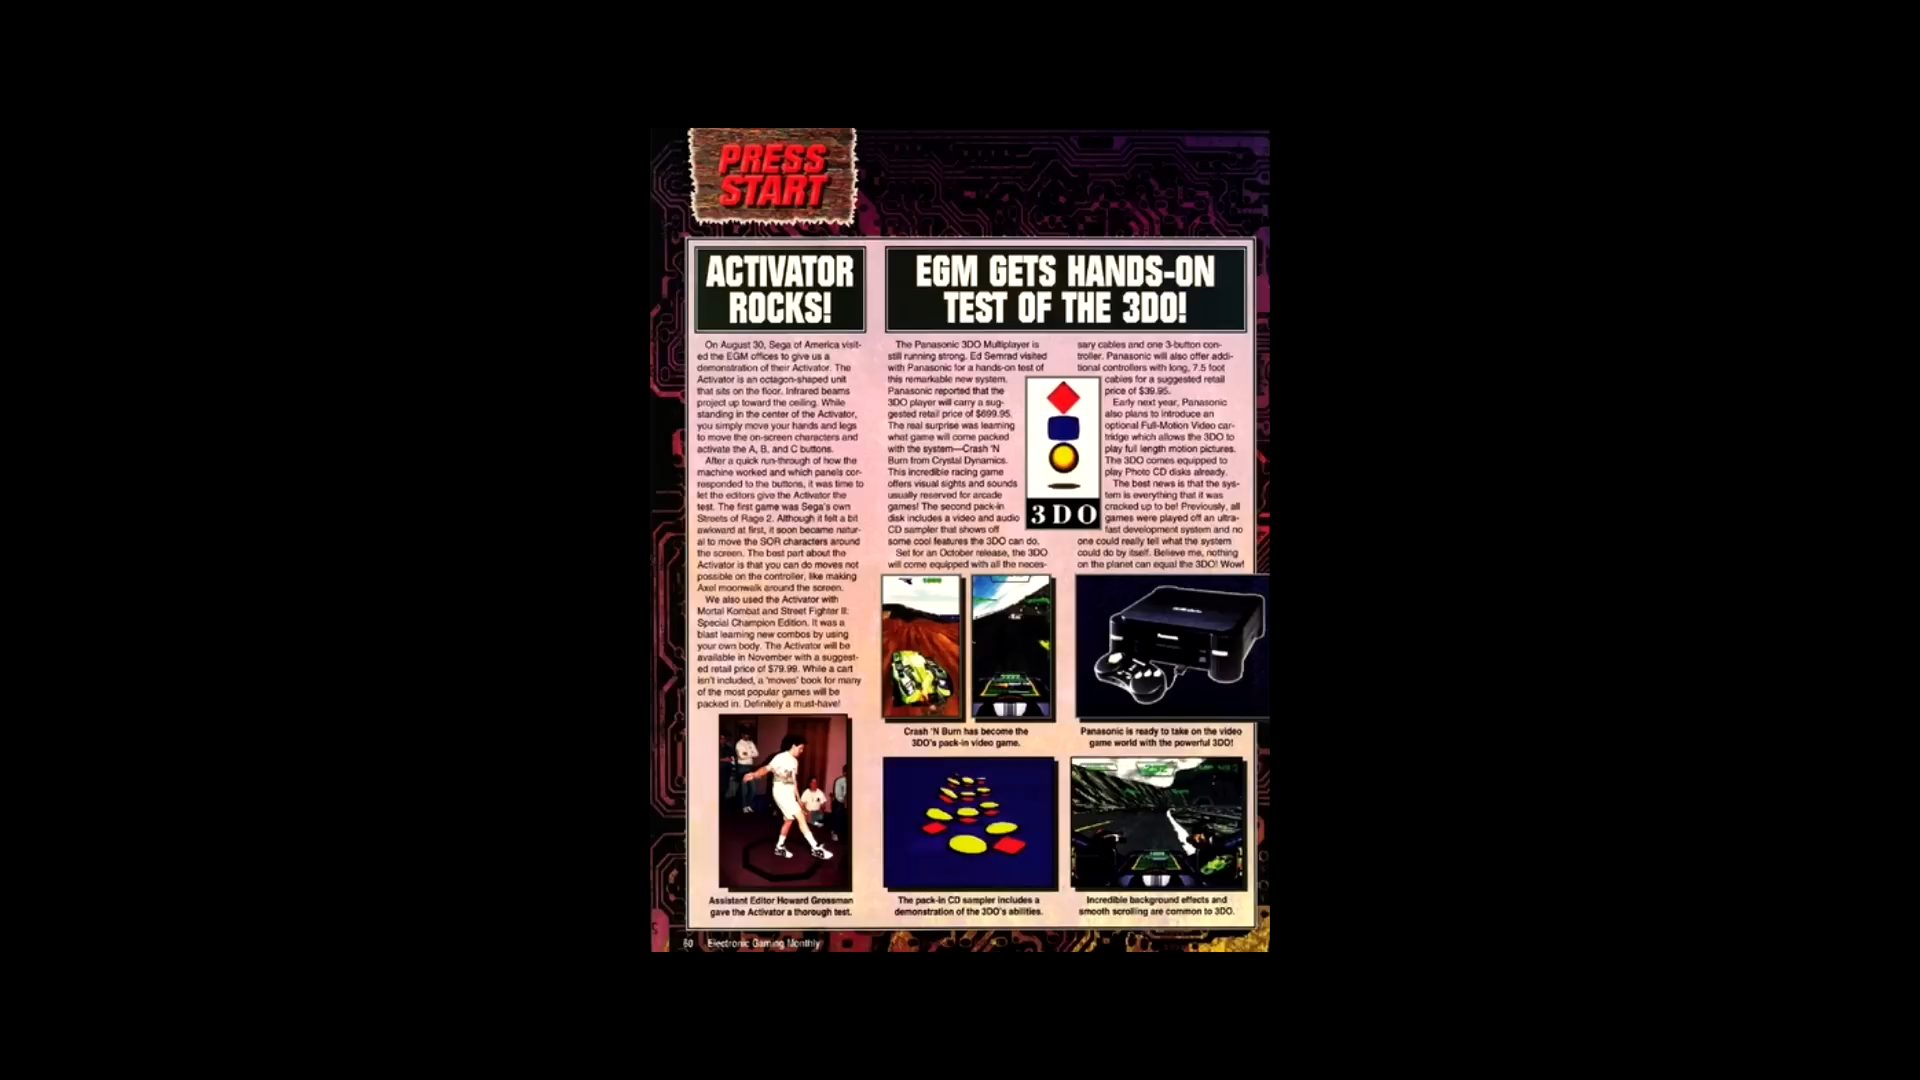 PRESS
START
ACTIVATOR
ROCKS!
On August 30, Sega of America visit-
ed the EGM offices to give us a
demonstration of their Activator. The
Activator is an octagon-shaped unit
that sits on the floor. Infrared beams
project up toward the ceiling. While
standing in the center of the Activator,
you simply move your hands and legs
to move the on-screen characters and
activate the A, B, and C buttons.
After a quick run-through of how the
machine worked and which panels cor-
responded to the buttons, it was time to
let the editors give the Activator the
test. The first game was Sega's own
Streets of Rage 2. Although it felt a bit
awkward at first, it soon became natur-
al to move the SOR characters around
the screen. The best part about the
Activator is that you can do moves not
possible on the controller, like making
Axel moonwalk around the screen.
We also used the Activator with
Mortal Kombat and Street Fighter II:
Special Champion Edition. It was a
blast learning new combos by using
your own body. The Activator will be
available in November with a suggest-
ed retail price of $79.99. While a cart
isn't included, a 'moves' book for many
of the most popular games will be
packed in. Definitely a must-have!
Assistant Editor Howard Grossman
gave the Activator a thorough test.
EGM GETS HANDS-ON
TEST OF THE 3DO!
The Panasonic 3DO Multiplayer is
still running strong. Ed Semrad visited
with Panasonic for a hands-on test of
this remarkable new system.
Panasonic reported that the
3DO player will carry a sug-
gested retail price of $699.95.
The real surprise was learning
what game will come packed
with the system—Crash 'N
Burn from Crystal Dynamics.
This incredible racing game
offers visual sights and sounds
usually reserved for arcade
games! The second pack-in
disk includes a video and audio
CD sampler that shows off
some cool features the 3DO can do.
Set for an October release, the 3DO
will come equipped with all the neces-
sary cables and one 3-button con-
troller. Panasonic will also offer addi-
tional controllers with long, 7.5 foot
cables for a suggested retail
price of $39.95.
Early next year, Panasonic
also plans to introduce an
optional Full-Motion Video car-
tridge which allows the 3DO to
play full length motion pictures.
The 3DO comes equipped to
play Photo CD disks already.
The best news is that the sys-
tem is everything that it was
cracked up to be! Previously, all
games were played off an ultra-
fast development system and no
one could really tell what the system
could do by itself. Believe me, nothing
on the planet can equal the 3DO! Wow!
3DO
Crash 'N Burn has become the
3DO's pack-in video game.
Panasonic
Panasonic is ready to take on the video
game world with the powerful 3DO!
The pack-in CD sampler includes a
demonstration of the 3DO's abilities.
Incredible background effects and
smooth scrolling are common to 3DO.
60 Electronic Gaming Monthly